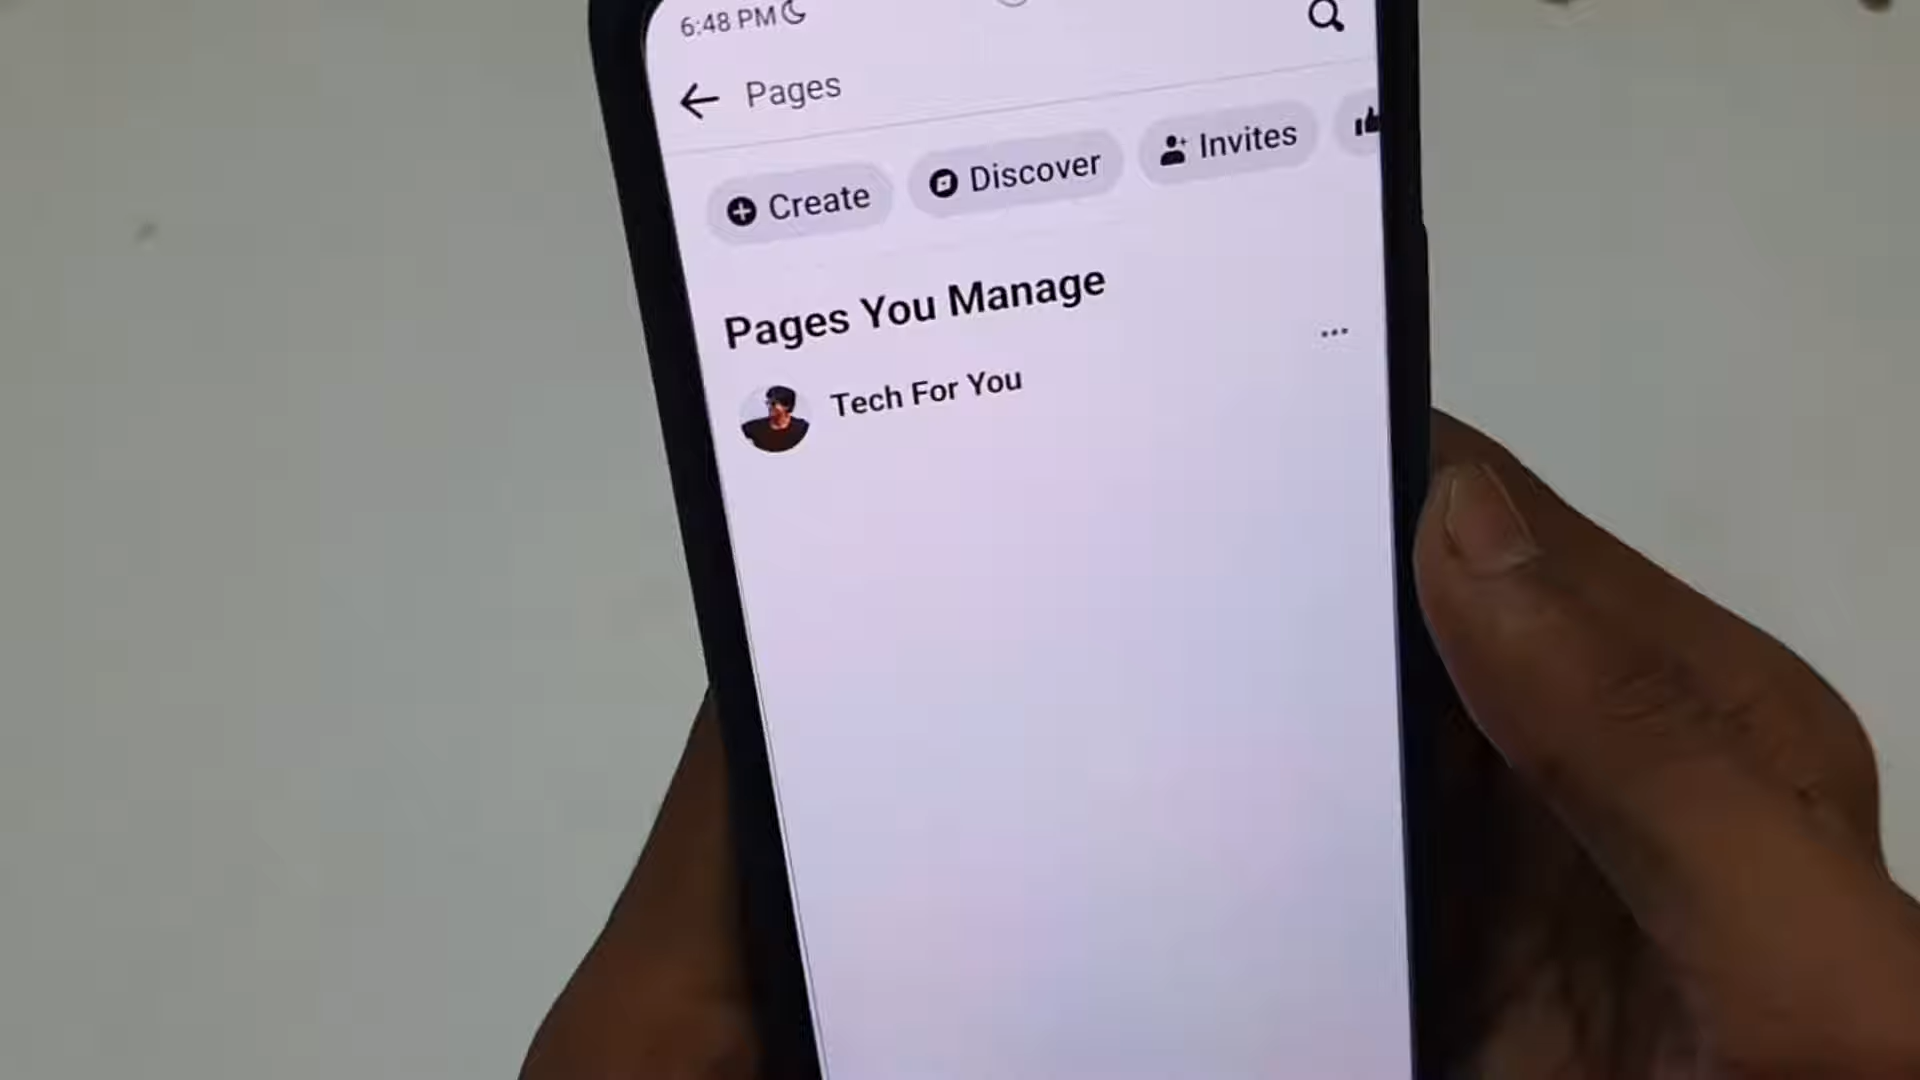 6:48 PM
Pages
Create
Discover
Invites
Pages You Manage
Tech For You